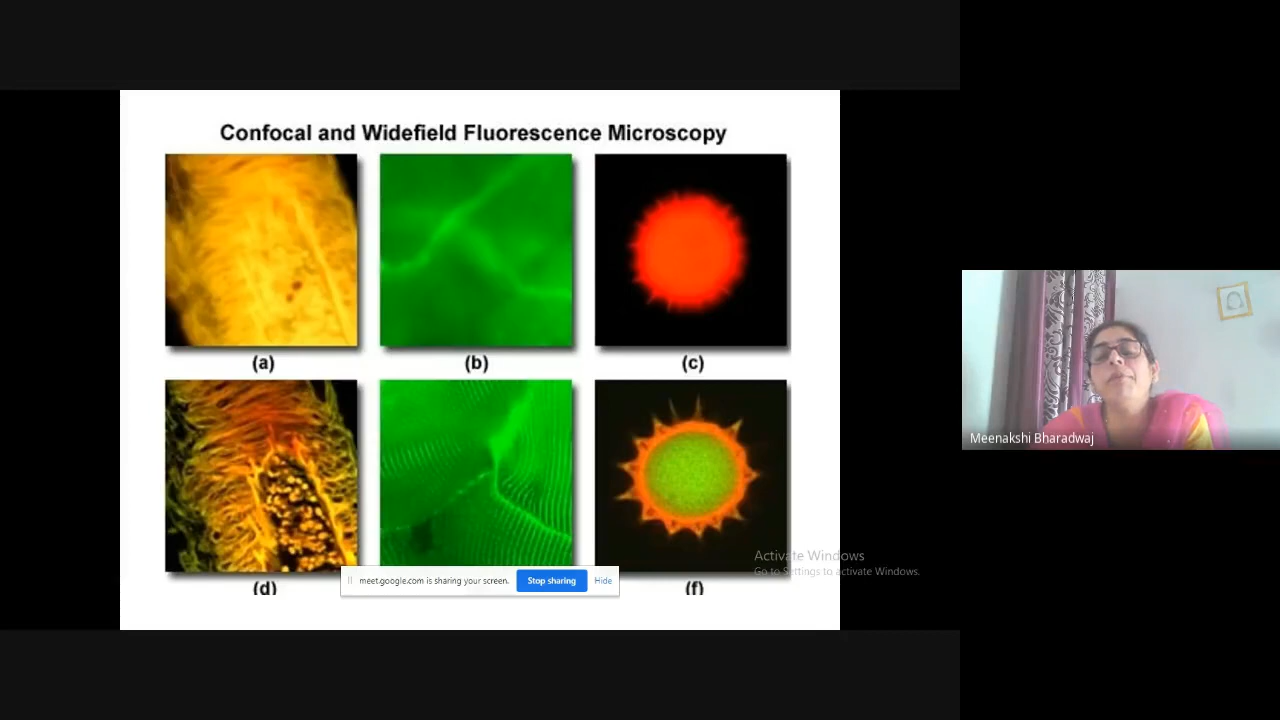 Confocal and Widefield Fluorescence Microscopy
(a)
(b)
(c)
(d)
(f)
meet.google.com is sharing your screen.
Stop sharing
Hide
Activate Windows
Go to Settings to activate Windows.
Meenakshi Bharadwaj